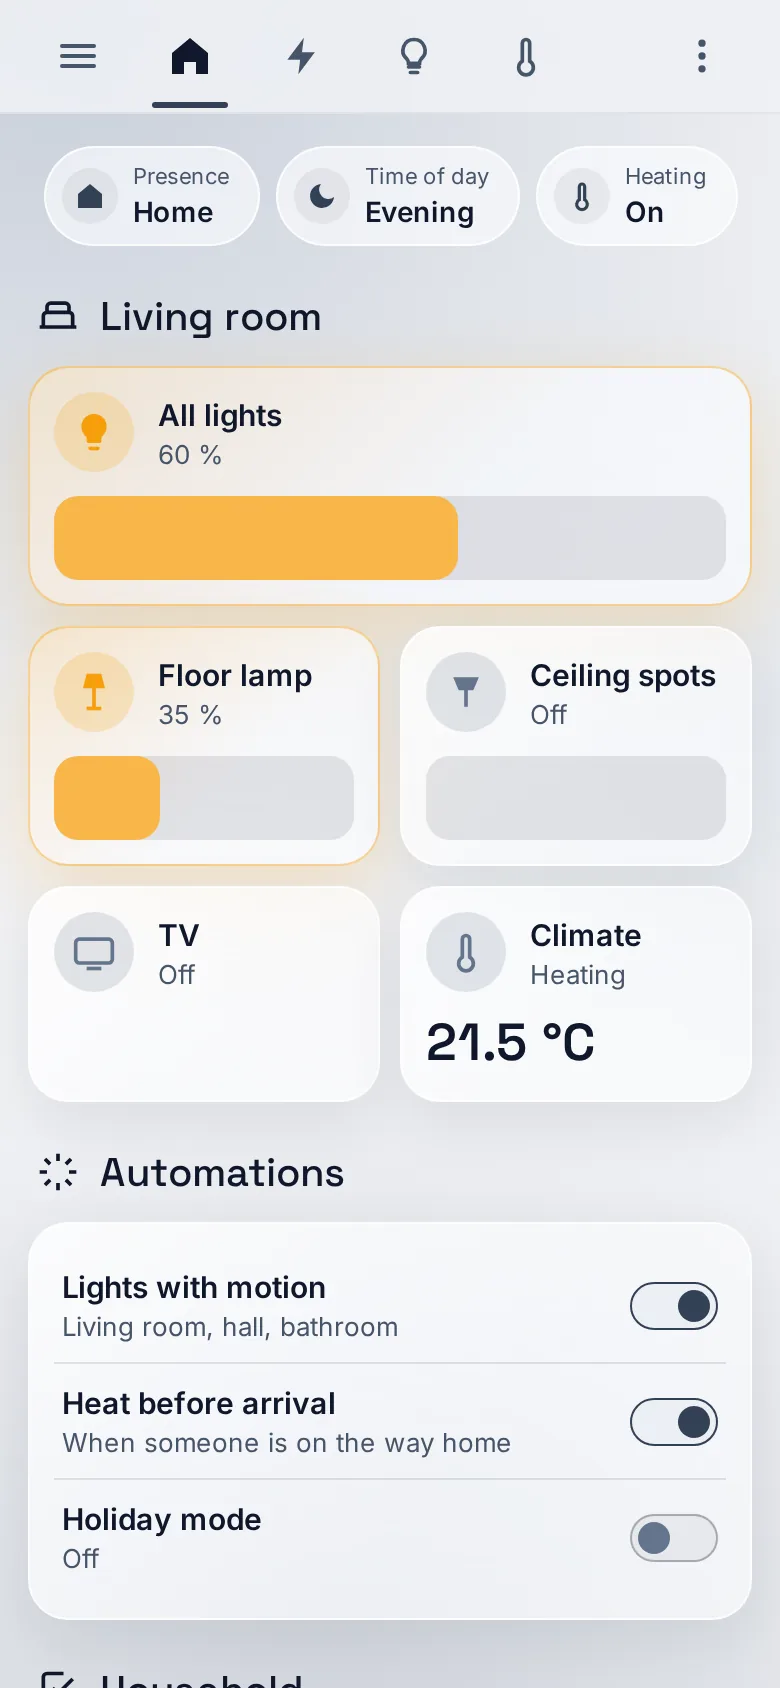 Presence
Home
Time of day
Evening
Heating
On
Living room
All lights
60 %
Floor lamp
35 %
Ceiling spots
Off
TV
Off
Climate
Heating
21.5 °C
Automations
Lights with motion
Living room, hall, bathroom
Heat before arrival
When someone is on the way home
Holiday mode
Off
Household